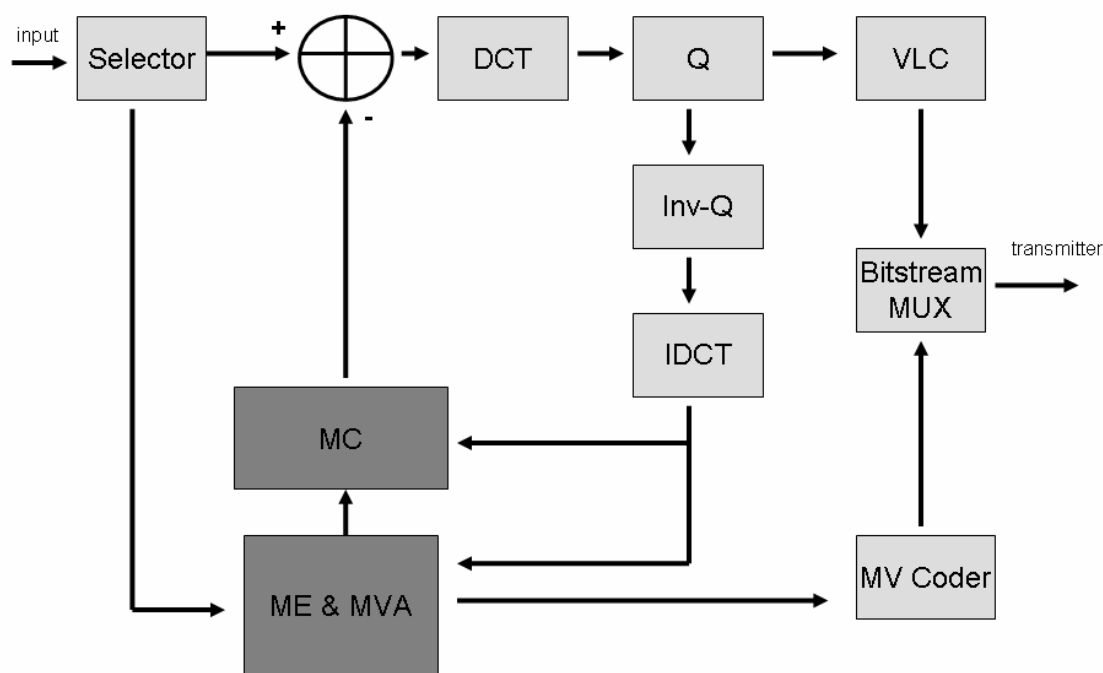 input
Selector
+
-
DCT
Q
VLC
Inv-Q
IDCT
Bitstream
MUX
transmitter
MC
ME & MVA
MV Coder